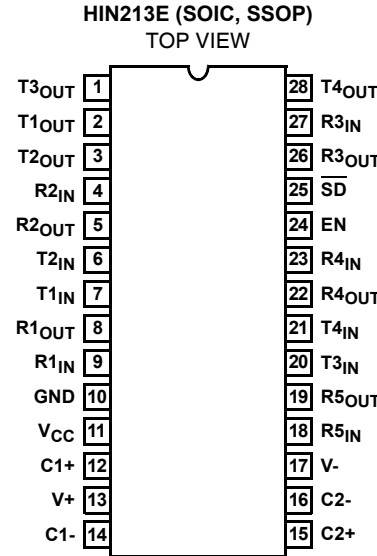 HIN213E (SOIC, SSOP)
TOP VIEW
T3OUT 1
T1OUT 2
T2OUT 3
R2IN 4
R2OUT 5
T2IN 6
T1IN 7
R1OUT 8
R1IN 9
GND 10
VCC 11
C1+ 12
V+ 13
C1- 14
28 T4OUT
27 R3IN
26 R3OUT
25 SD
24 EN
23 R4IN
22 R4OUT
21 T4IN
20 T3IN
19 R5OUT
18 R5IN
17 V-
16 C2-
15 C2+